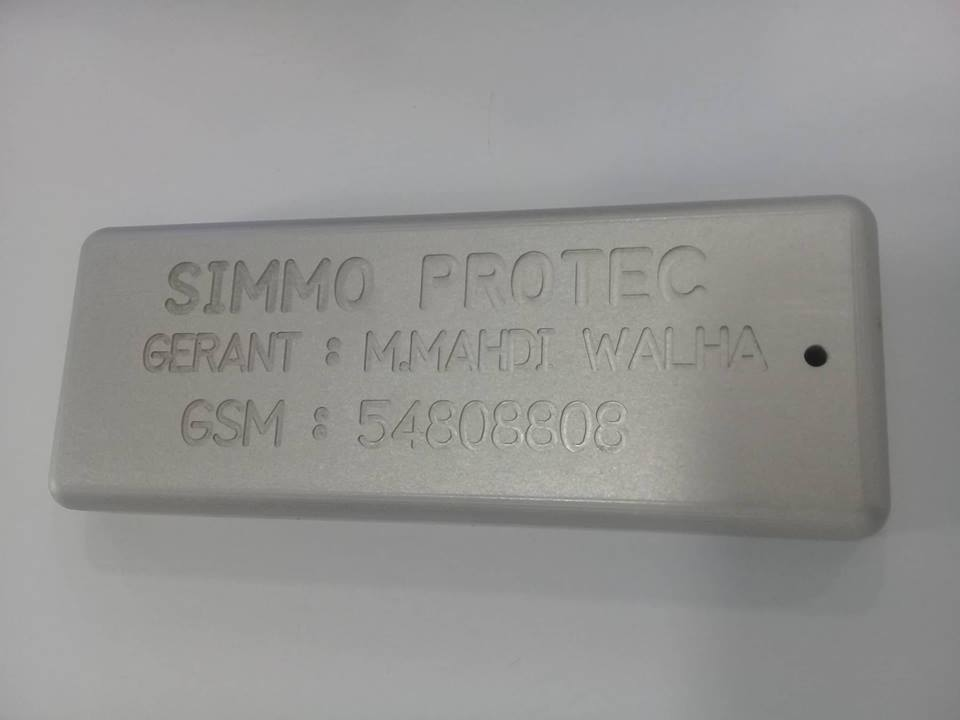 SIMMO PROTEC
GERANT : M.MAHDI WALHA
GSM : 54808808